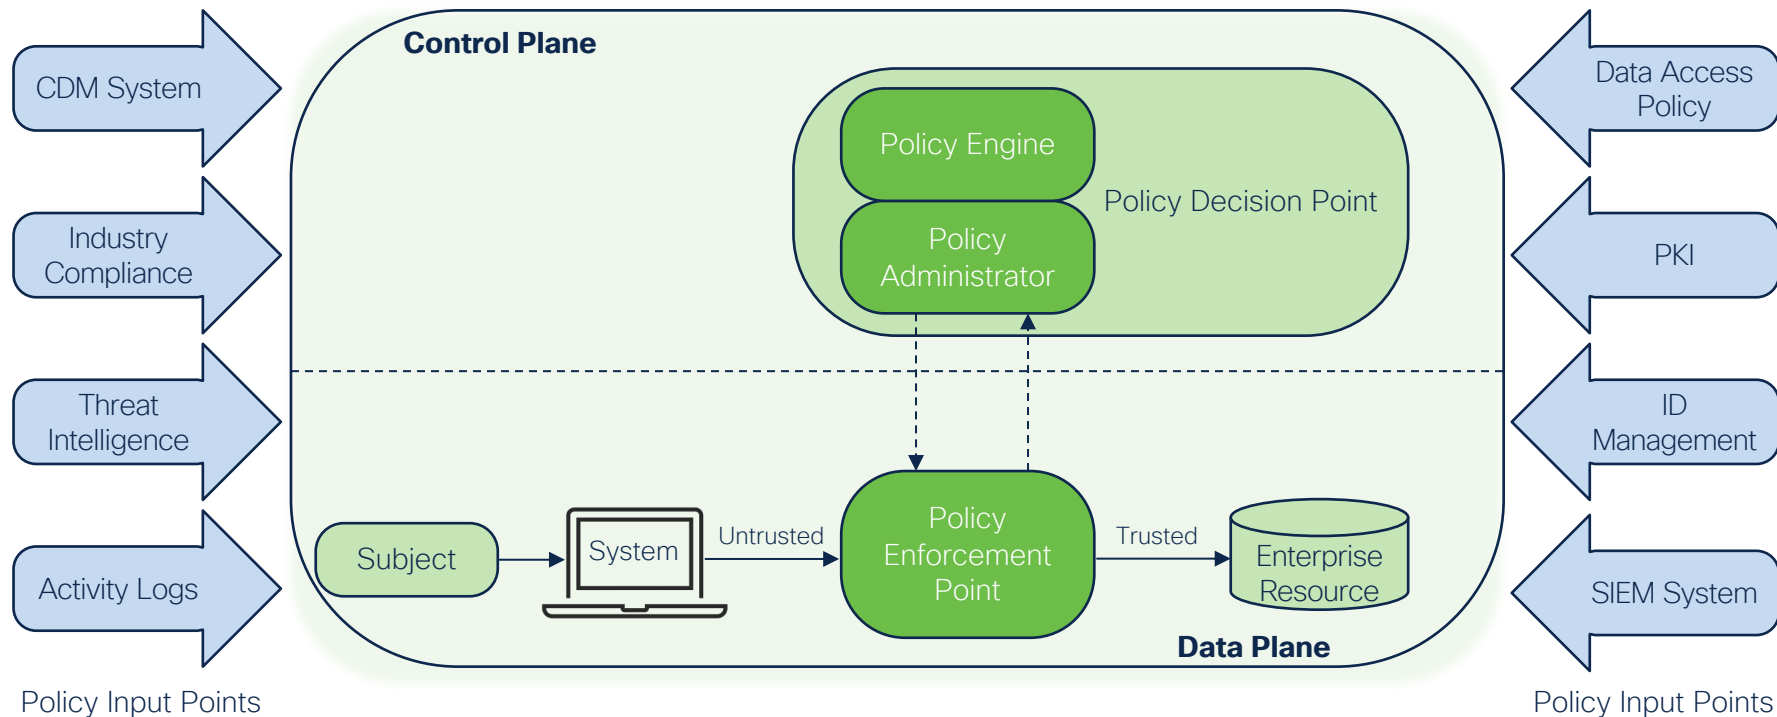 Control Plane
CDM System
Industry
Compliance
Threat
Intelligence
Activity Logs
Policy Input Points
Policy Engine
Policy
Administrator
Policy Decision Point
Subject
System
Untrusted
Policy
Enforcement
Point
Trusted
Enterprise
Resource
Data Plane
Data Access
Policy
PKI
ID
Management
SIEM System
Policy Input Points